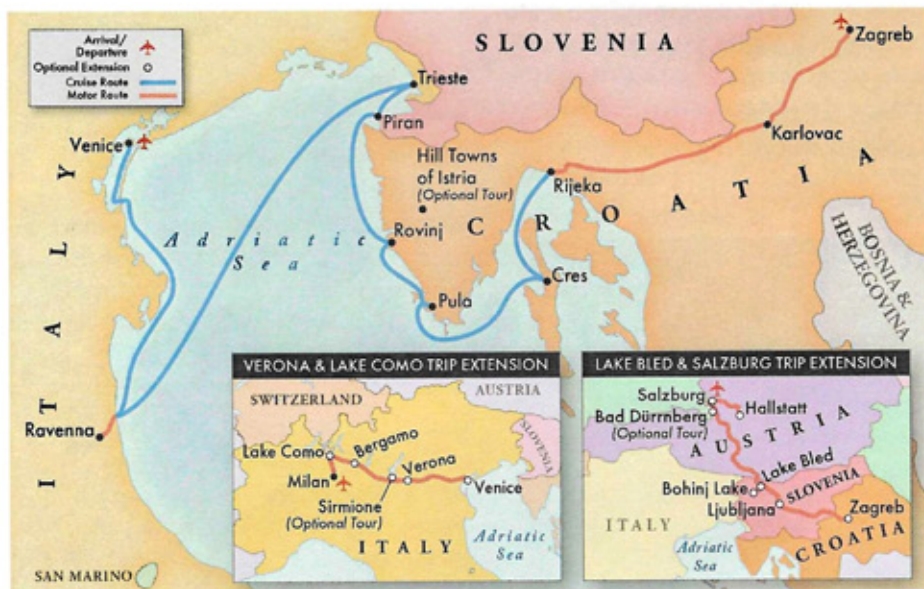 Arrival/
Departure
Optional Extension
Cruise Route
Motor Route
SLOVENIA
Zagreb
Trieste
Piran
Karlovac
Venice
Hill Towns
of Istria
(Optional Tour)
Rijeka
CROATIA
ITALY
Adriatic
Sea
Rovinj
Cres
Pula
BOSNIA &
HERZEGOVINA
Ravenna
SAN MARINO
VERONA & LAKE COMO TRIP EXTENSION
SWITZERLAND
AUSTRIA
SLOVENIA
Lake Como
Bergamo
Milan
Verona
Sirmione
(Optional Tour)
Venice
ITALY
Adriatic
Sea
LAKE BLED & SALZBURG TRIP EXTENSION
Salzburg
Hallstatt
Bad Dürrnberg
(Optional Tour)
AUSTRIA
Lake Bled
Bohinj Lake
SLOVENIA
Ljubljana
Zagreb
ITALY
Adriatic
Sea
CROATIA